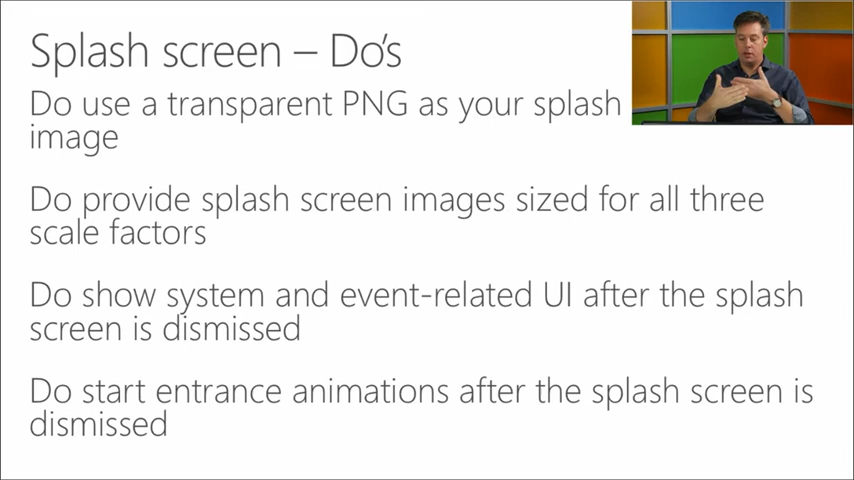 Splash screen – Do's
Do use a transparent PNG as your splash
image
Do provide splash screen images sized for all three
scale factors
Do show system and event-related UI after the splash
screen is dismissed
Do start entrance animations after the splash screen is
dismissed